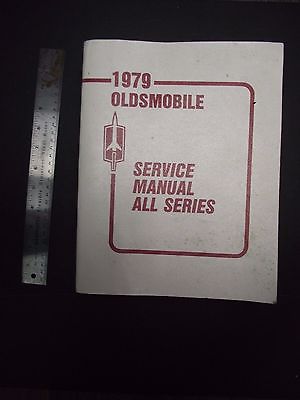 1979
OLDSMOBILE
SERVICE
MANUAL
ALL SERIES